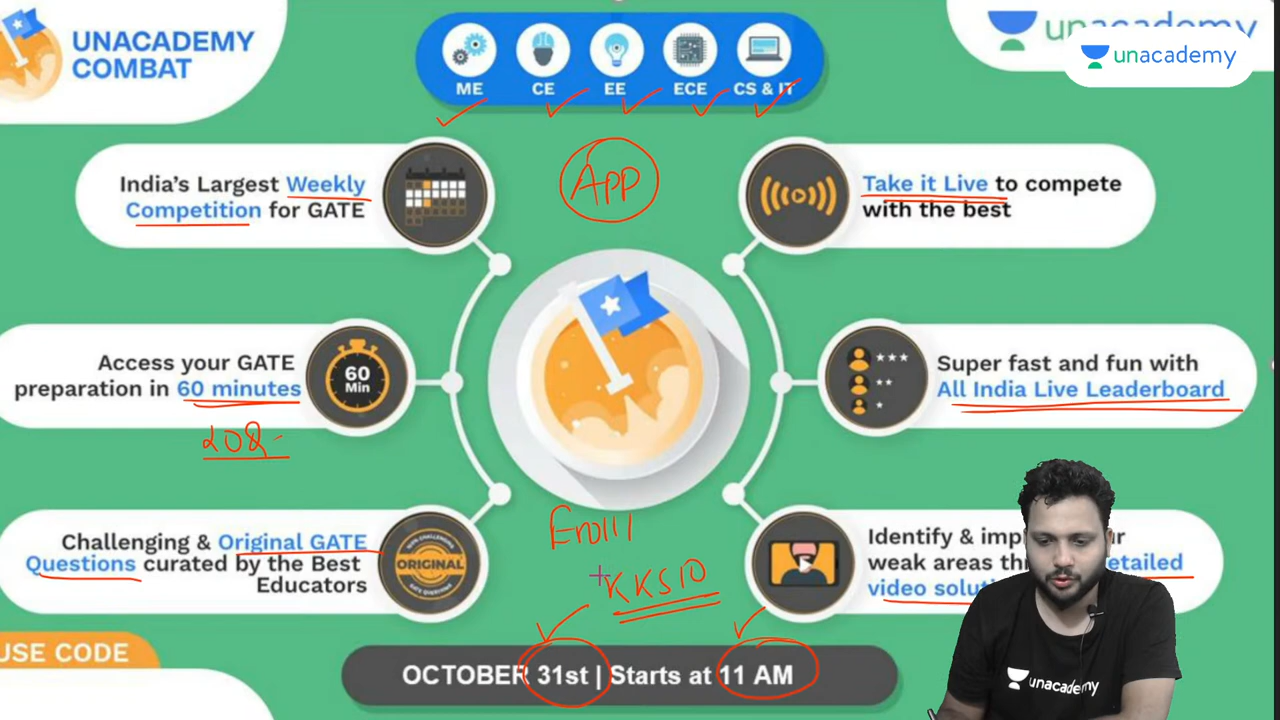 UNACADEMY
COMBAT
ME
CE
EE
ECE
CS & IT
unacademy
unacademy
App
India's Largest Weekly
Competition for GATE
Take it Live to compete
with the best
Access your GATE
preparation in 60 minutes
60
Min
Super fast and fun with
All India Live Leaderboard
Challenging & Original GATE
Questions curated by the Best
Educators
ORIGINAL
Enroll
KKS10
Identify &
weak areas
video
USE CODE
OCTOBER 31st | Starts at 11 AM
unacademy